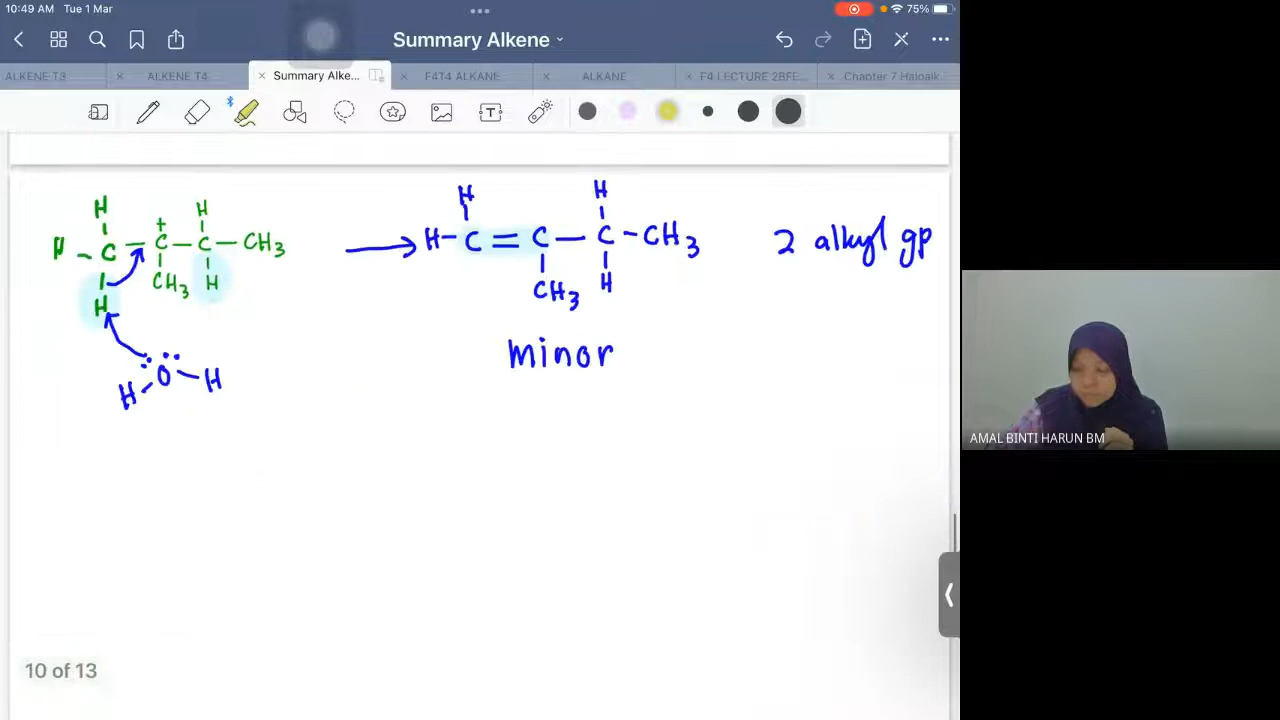 10:49 AM Tue 1 Mar
75%
Summary Alkene
ALKENE T3
ALKENE T4
Summary Alke...
F4T4 ALKANE
ALKANE
F4 LECTURE 2BFE...
Chapter 7 Haloalk...
T
H H
H - C - C+ - C - CH3
H CH3 H
H O H
H H
H - C = C - C - CH3
CH3 H
2 alkyl gp
minor
AMAL BINTI HARUN BM
10 of 13